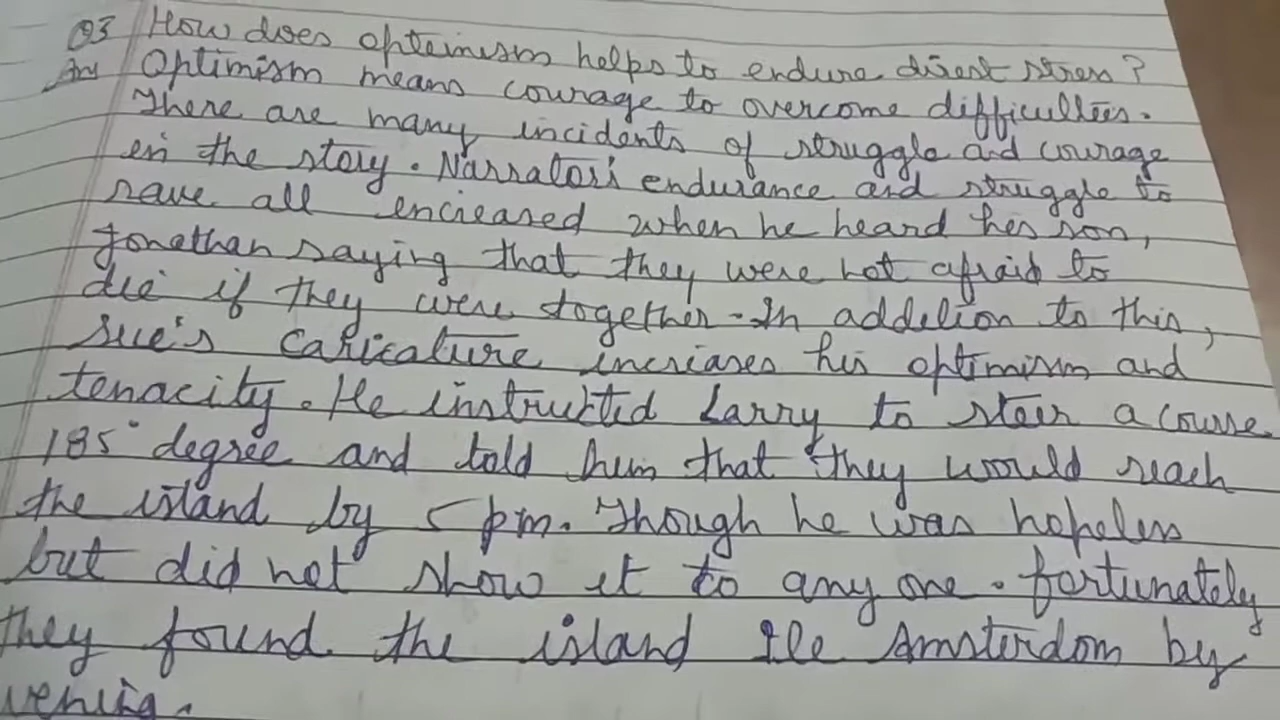 Q3 How does opteimism helps to endure direst stress?
Ans Optimism means courage to overcome difficulties.
There are many incidents of struggle and courage
in the story. Narrator's endurance and struggle to
save all encieased when he heard his son,
Jonathan saying that they were not afraid to
die if they were together. In addetion to this,
Sue's caricature increases his optimism and
tenacity. He instructed Larry to steer a course
185° degree and told him that they would reach
the island by 5 pm. Though he was hopeless
but did not show it to any one. fortunately
they found the island Ile Amsterdom by
vening.